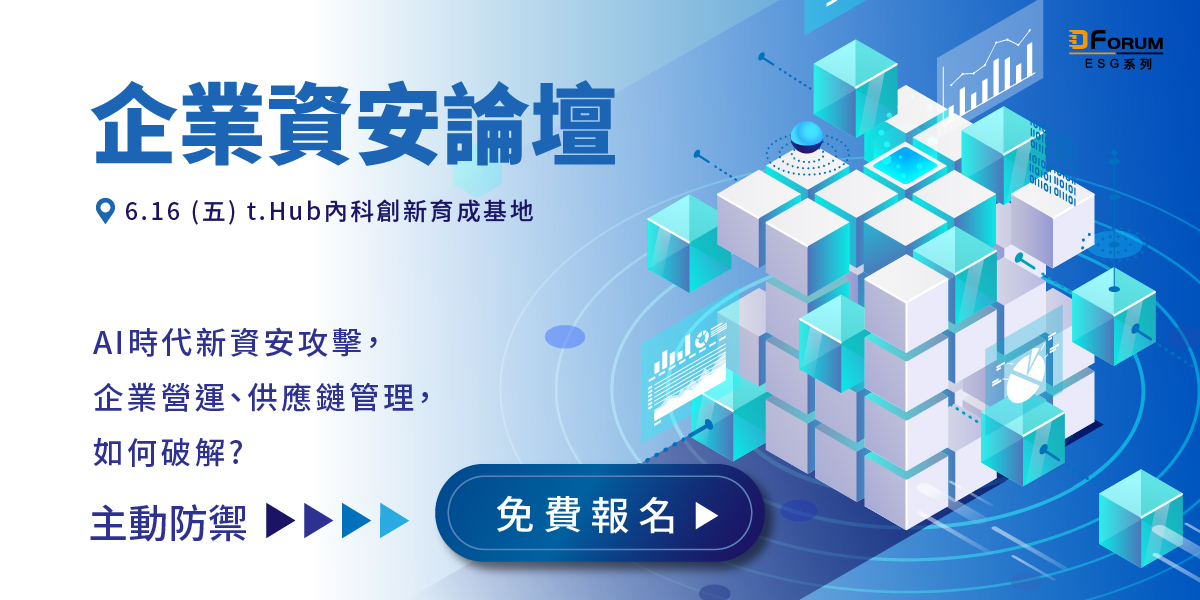 DFORUM
ESG系列
企業資安論壇
6.16 (五) t.Hub內科創新育成基地
AI時代新資安攻擊，
企業營運、供應鏈管理，
如何破解?
主動防禦
免費報名